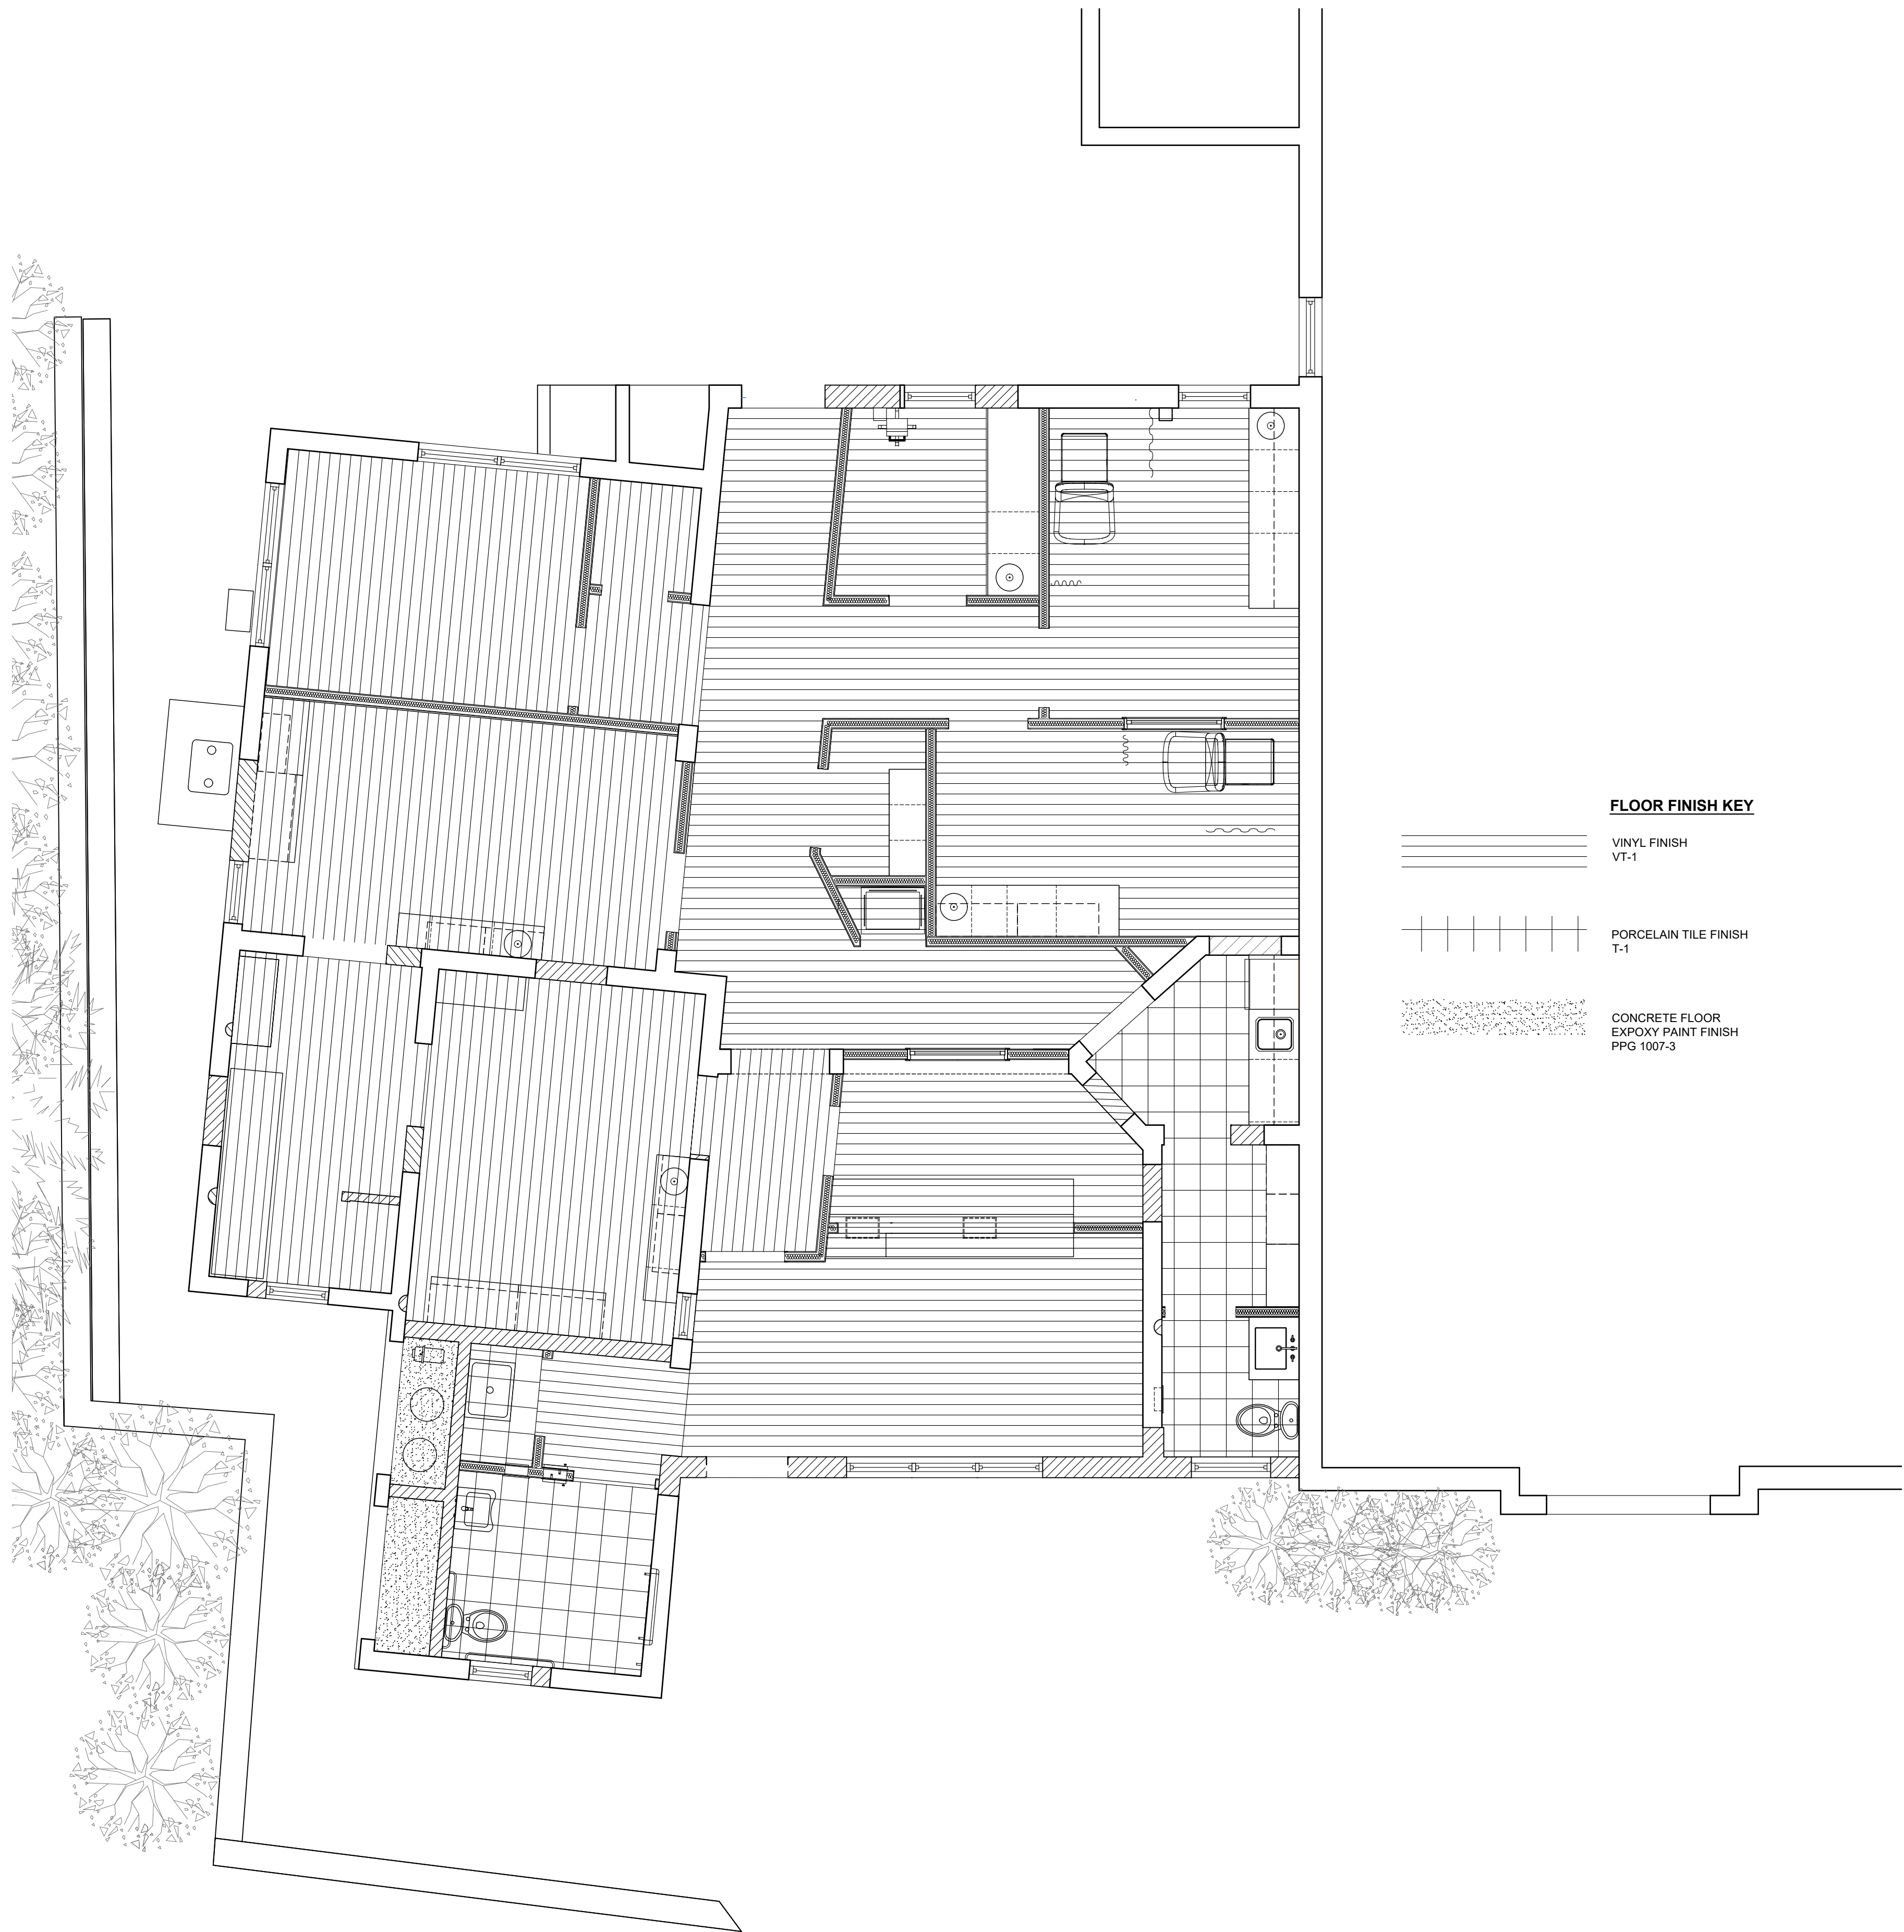 FLOOR FINISH KEY
VINYL FINISH
VT-1
PORCELAIN TILE FINISH
T-1
CONCRETE FLOOR
EXPOXY PAINT FINISH
PPG 1007-3